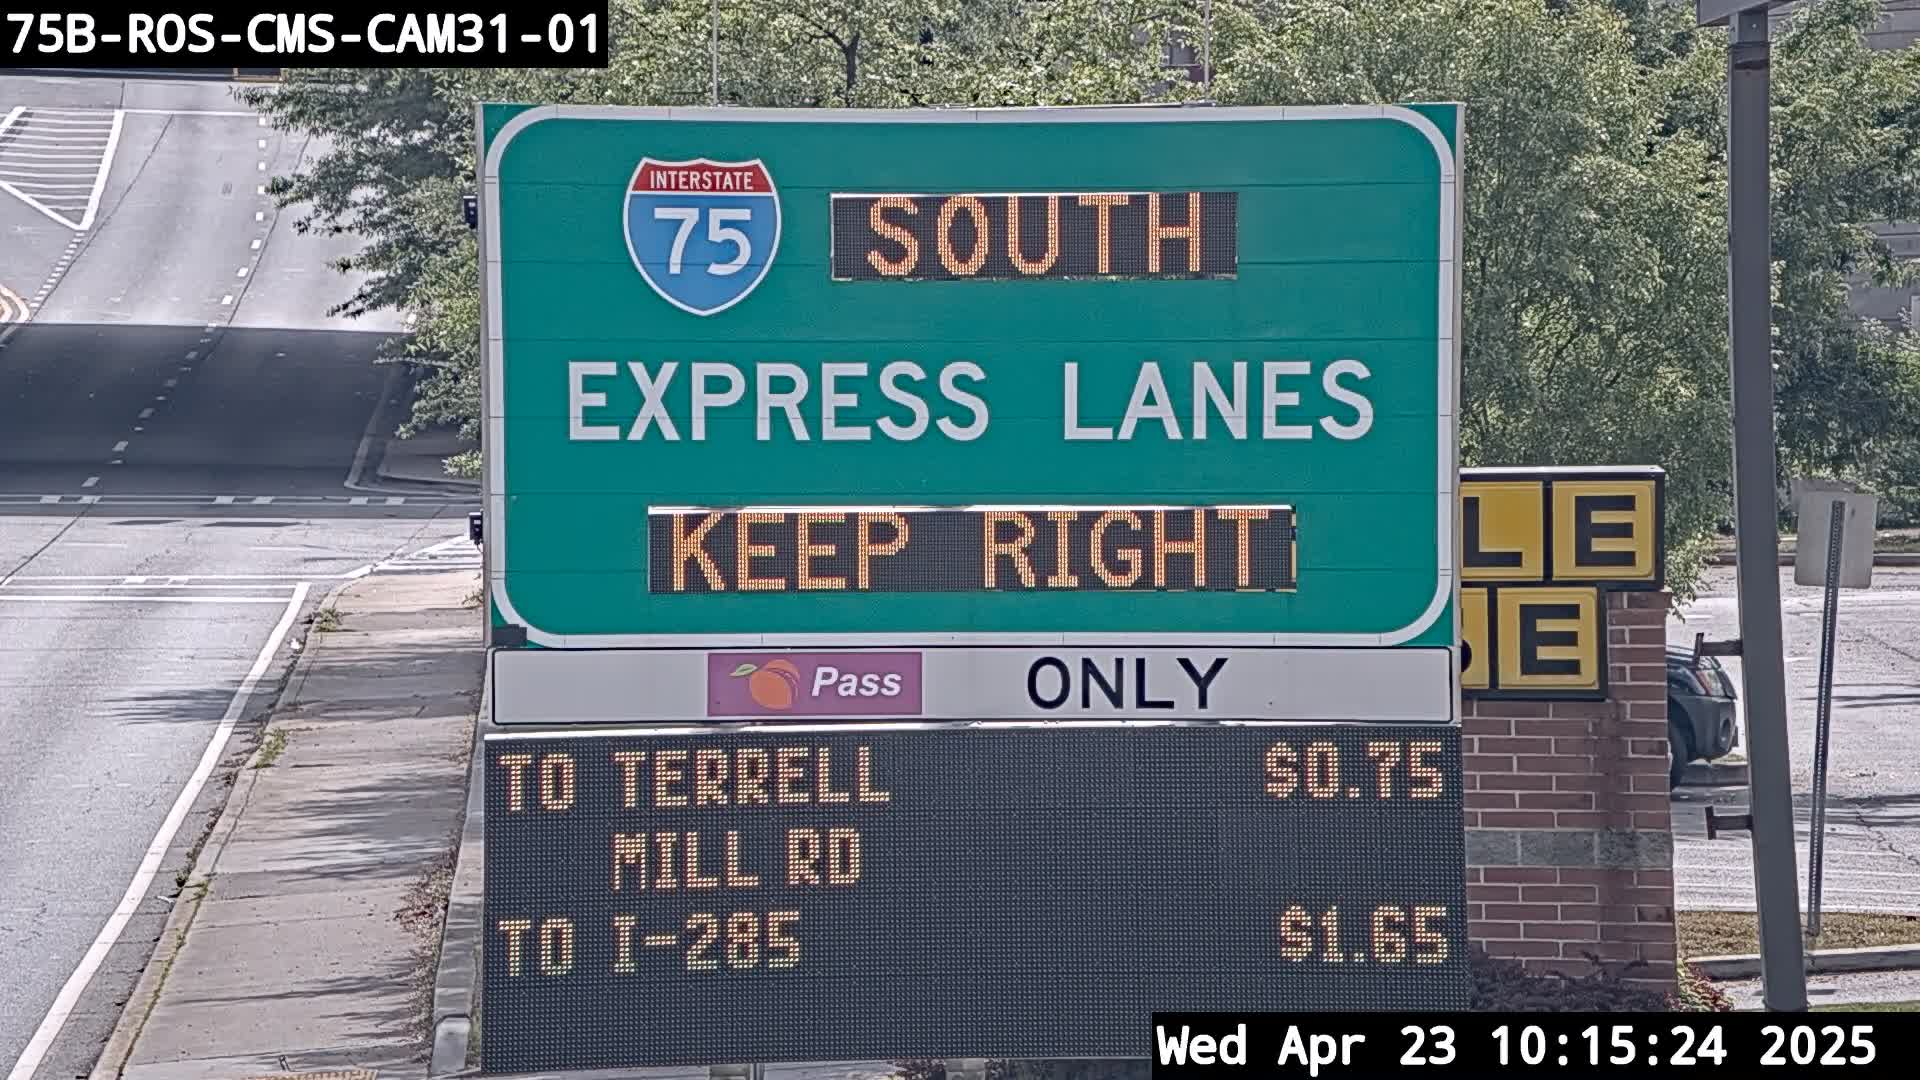 75B-ROS-CMS-CAM31-01
INTERSTATE
75
SOUTH
EXPRESS LANES
KEEP RIGHT
LE
E
Pass ONLY
TO TERRELL $0.75
MILL RD
TO I-285 $1.65
Wed Apr 23 10:15:24 2025